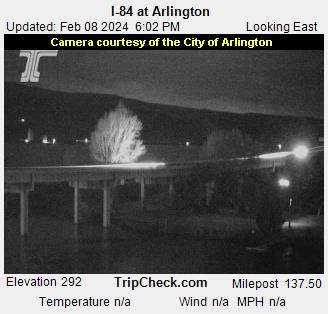 I-84 at Arlington
Updated: Feb 08 2024 6:02 PM Looking East
Camera courtesy of the City of Arlington
Elevation 292 TripCheck.com Milepost 137.50
Temperature n/a Wind n/a MPH n/a